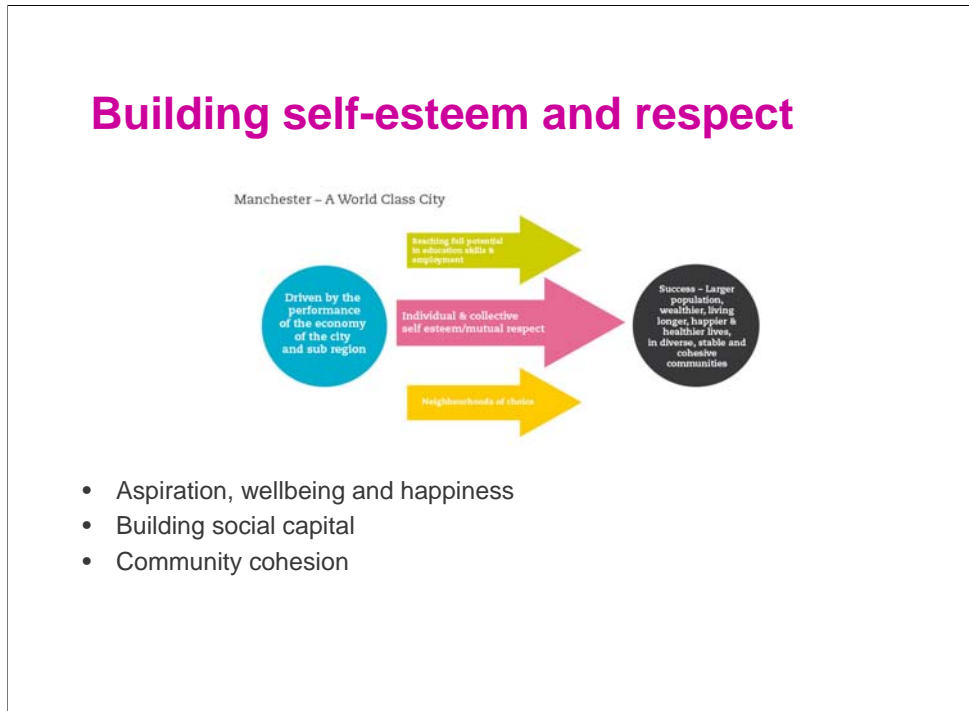 Building self-esteem and respect
Manchester – A World Class City
Reaching full potential
in education skills &
employment
Driven by the
performance
of the economy
of the city
and sub region
Individual & collective
self esteem/mutual respect
Success – Larger
population,
wealthier, living
longer, happier &
healthier lives,
in diverse, stable and
cohesive
communities
Neighbourhoods of choice
• Aspiration, wellbeing and happiness
• Building social capital
• Community cohesion